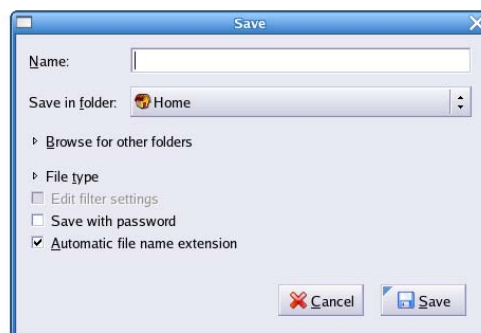 Save
Name:
Save in folder: Home
Browse for other folders
File type
Edit filter settings
Save with password
Automatic file name extension
Cancel Save